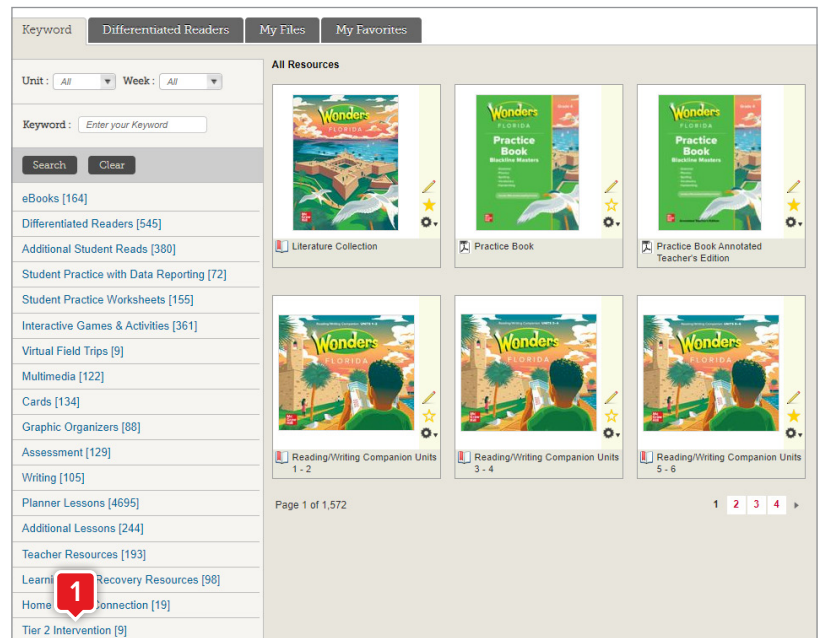 Keyword
Differentiated Readers
My Files
My Favorites
Unit : All Week : All
Keyword : Enter your Keyword
Search Clear
eBooks [164]
Differentiated Readers [545]
Additional Student Reads [380]
Student Practice with Data Reporting [72]
Student Practice Worksheets [155]
Interactive Games & Activities [361]
Virtual Field Trips [9]
Multimedia [122]
Cards [134]
Graphic Organizers [88]
Assessment [129]
Writing [105]
Planner Lessons [4695]
Additional Lessons [244]
Teacher Resources [193]
Recovery Resources [98]
Home Connection [19]
1
Tier 2 Intervention [9]
All Resources
Wonders
FLORIDA
Literature Collection
Wonders
FLORIDA
Practice
Book
Blackline Masters
Practice Book
Wonders
FLORIDA
Practice
Book
Blackline Masters
Practice Book Annotated
Teacher's Edition
Wonders
FLORIDA
Reading/Writing Companion Units
1 - 2
Wonders
FLORIDA
Reading/Writing Companion Units
3 - 4
Wonders
FLORIDA
Reading/Writing Companion Units
5 - 6
Page 1 of 1,572
1 2 3 4